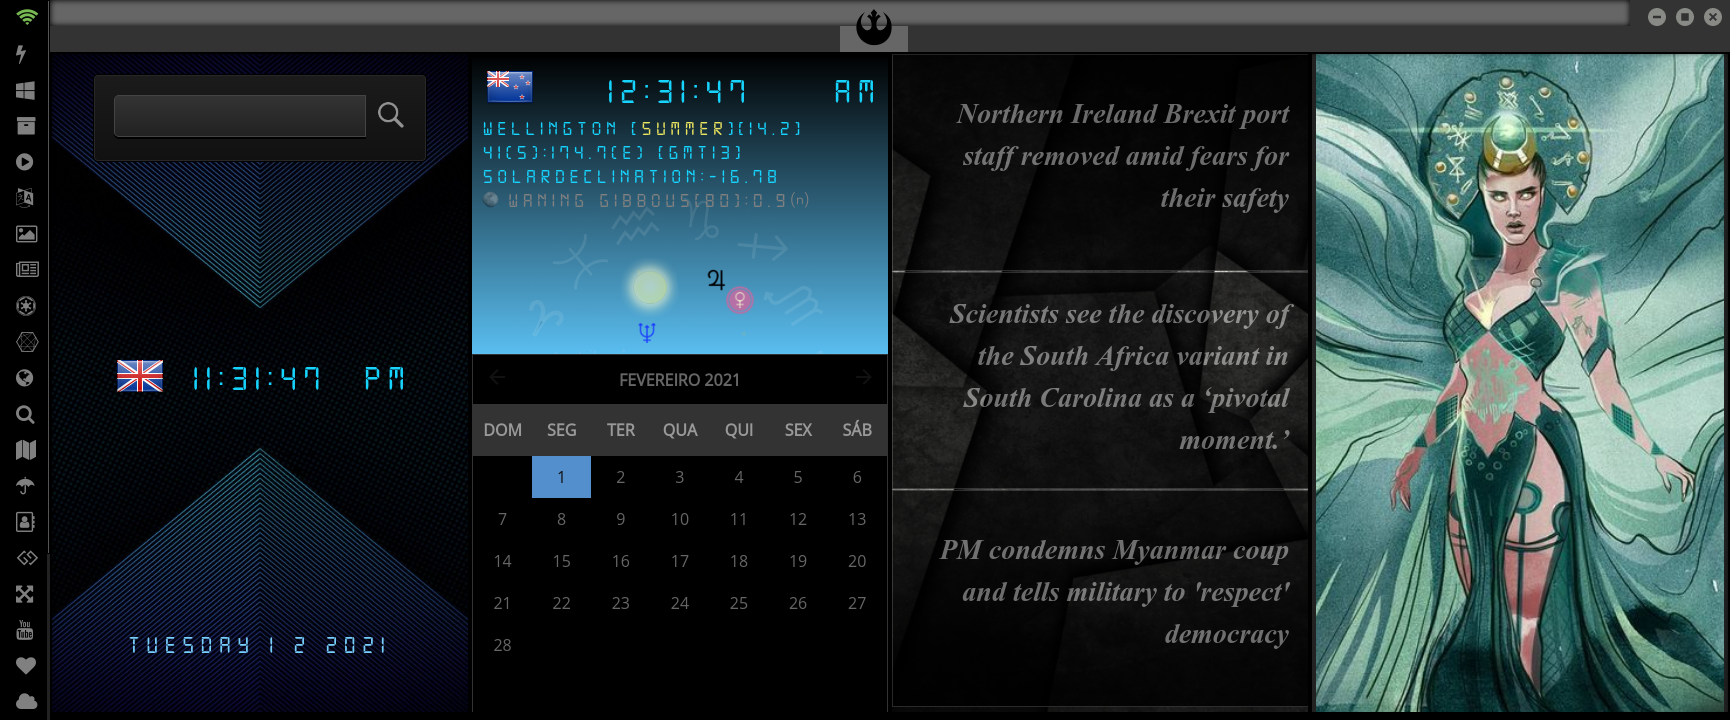 11:31:47 PM
TUESDAY 1 2 2021
12:31:47 AM
WELLINGTON [SUMMER][14.2]
41(S):174.7(E) [GMT13]
SOLARDECLINATION:-16.78
WANING GIBBOUS[80]:0.9(n)
FEVEREIRO 2021
DOM SEG TER QUA QUI SEX SÁB
1 2 3 4 5 6
7 8 9 10 11 12 13
14 15 16 17 18 19 20
21 22 23 24 25 26 27
28
Northern Ireland Brexit port
staff removed amid fears for
their safety
Scientists see the discovery of
the South Africa variant in
South Carolina as a ‘pivotal
moment.’
PM condemns Myanmar coup
and tells military to 'respect'
democracy
You
Tube